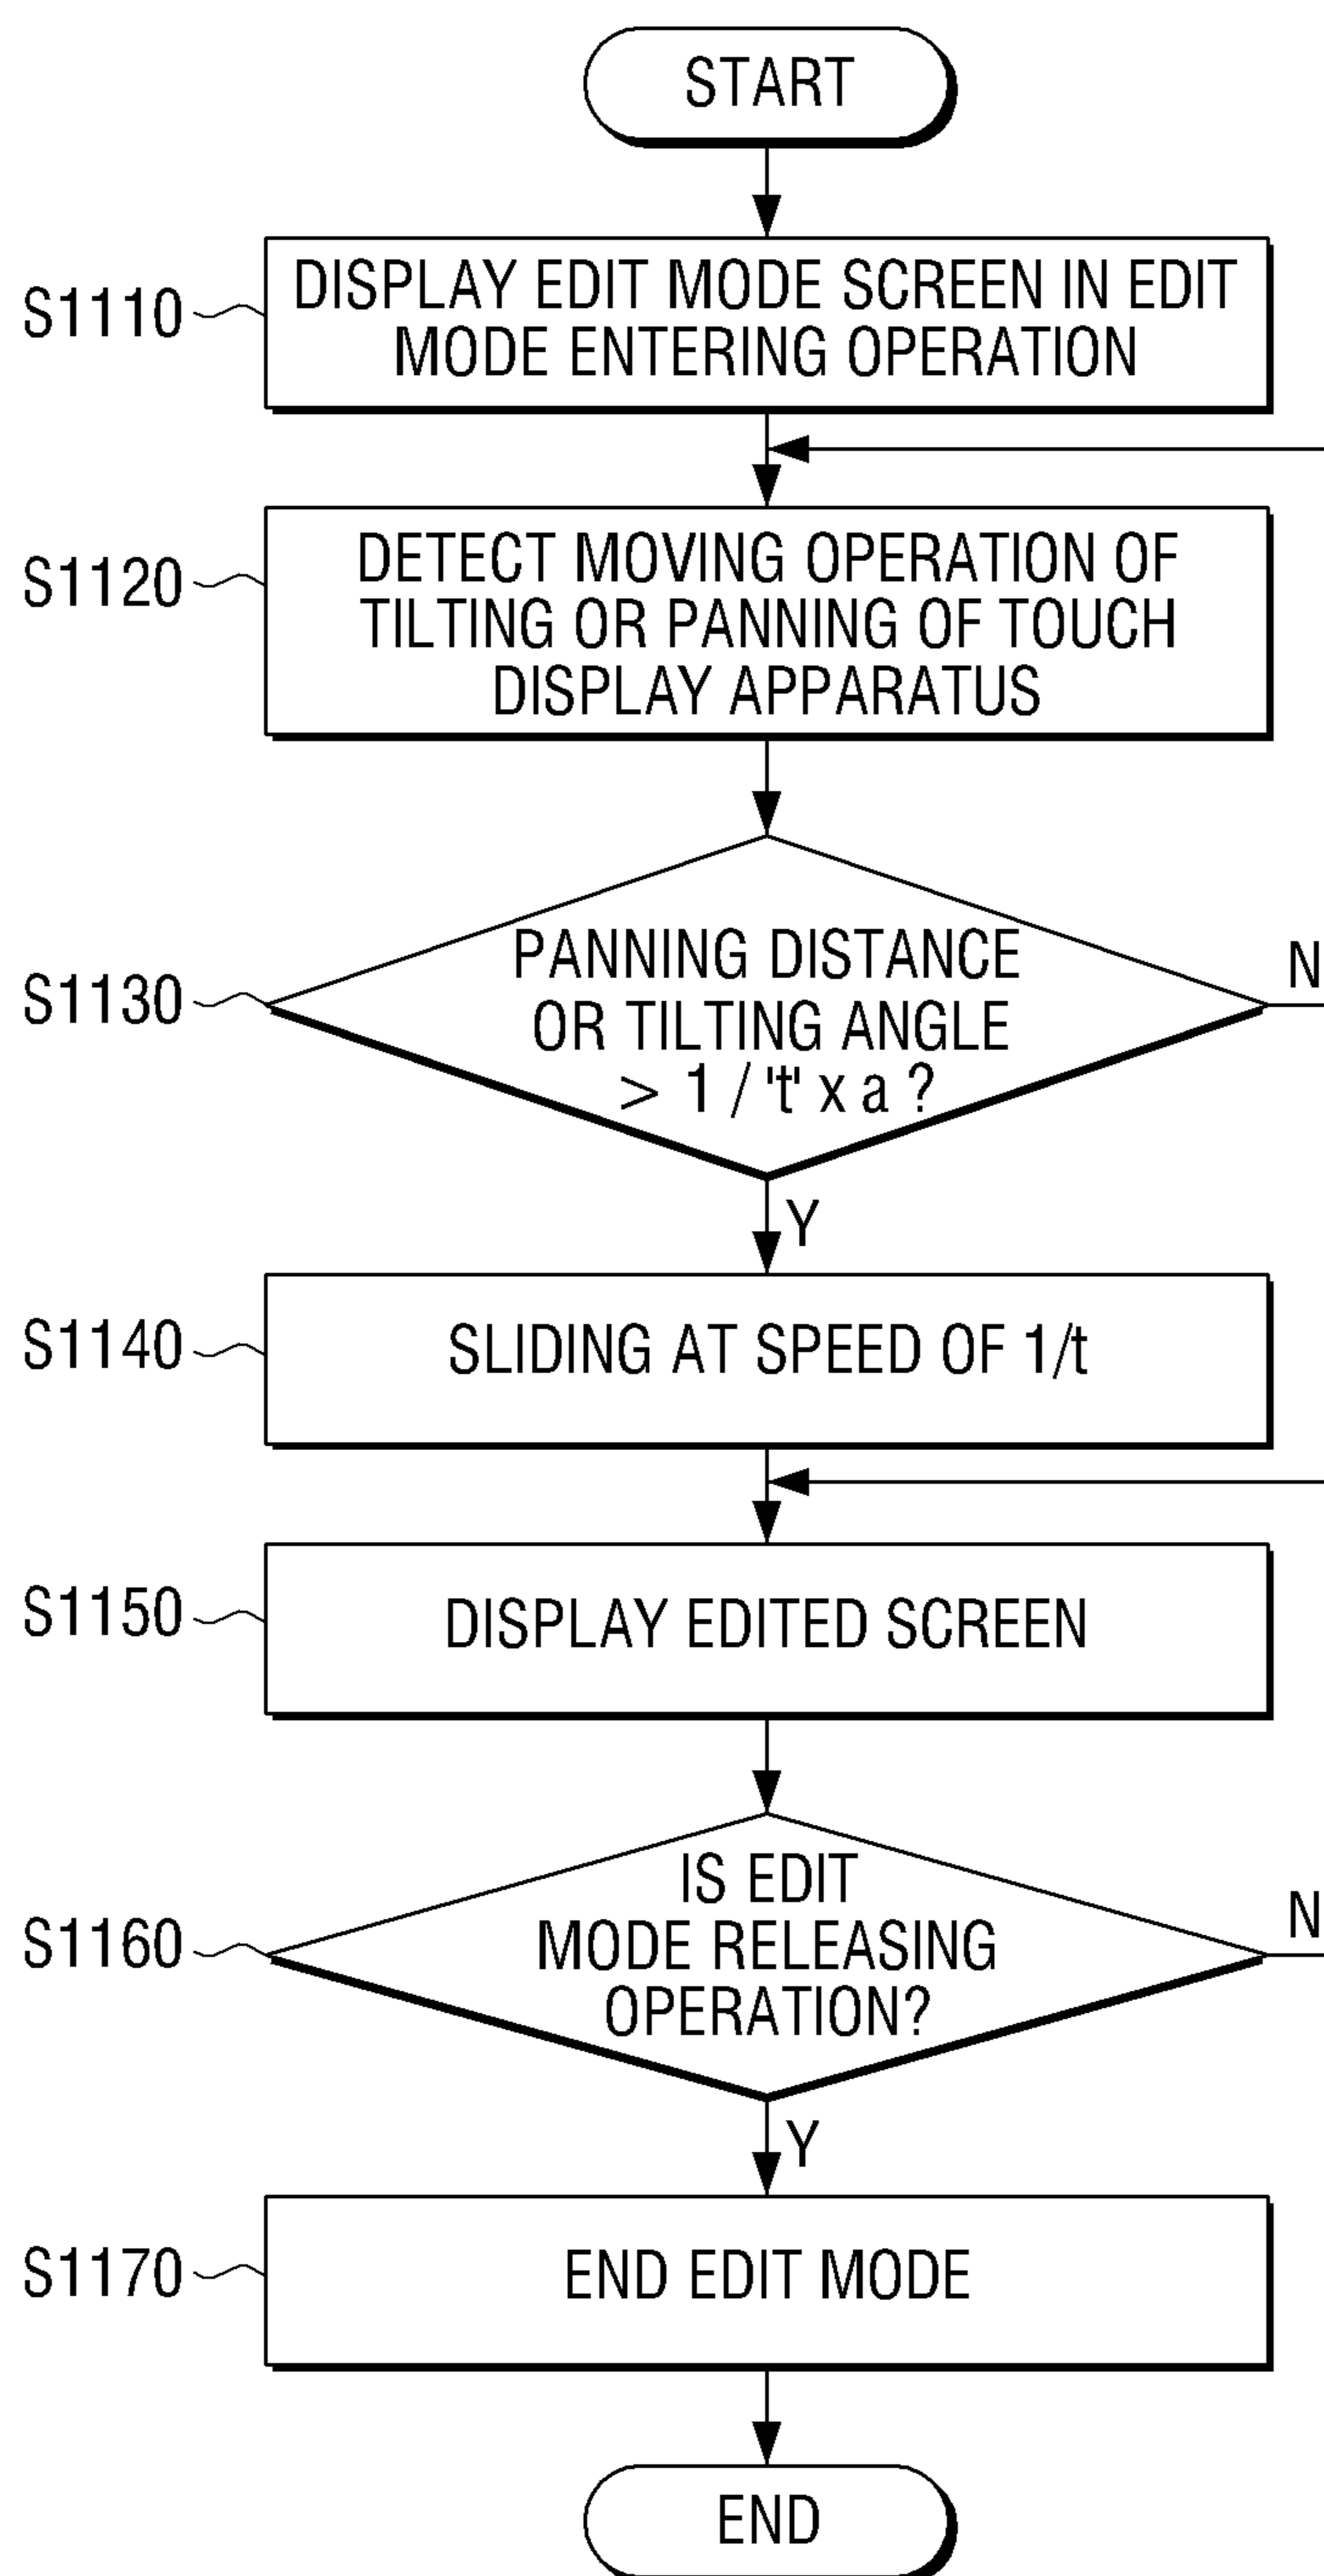 START
S1110
DISPLAY EDIT MODE SCREEN IN EDIT
MODE ENTERING OPERATION
S1120
DETECT MOVING OPERATION OF
TILTING OR PANNING OF TOUCH
DISPLAY APPARATUS
S1130
PANNING DISTANCE
OR TILTING ANGLE
> 1 / 't' x a ?
N
Y
S1140
SLIDING AT SPEED OF 1/t
S1150
DISPLAY EDITED SCREEN
S1160
IS EDIT
MODE RELEASING
OPERATION?
N
Y
S1170
END EDIT MODE
END